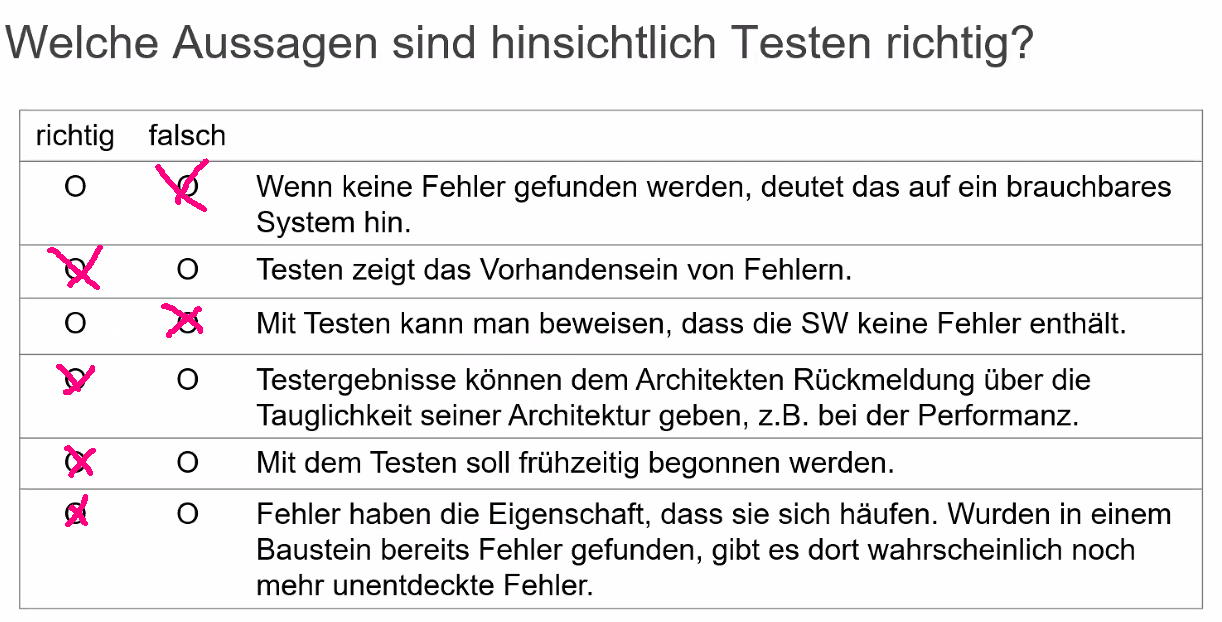 Welche Aussagen sind hinsichtlich Testen richtig?
richtig falsch
O O Wenn keine Fehler gefunden werden, deutet das auf ein brauchbares
System hin.
O O Testen zeigt das Vorhandensein von Fehlern.
O O Mit Testen kann man beweisen, dass die SW keine Fehler enthält.
O O Testergebnisse können dem Architekten Rückmeldung über die
Tauglichkeit seiner Architektur geben, z.B. bei der Performanz.
O O Mit dem Testen soll frühzeitig begonnen werden.
O O Fehler haben die Eigenschaft, dass sie sich häufen. Wurden in einem
Baustein bereits Fehler gefunden, gibt es dort wahrscheinlich noch
mehr unentdeckte Fehler.